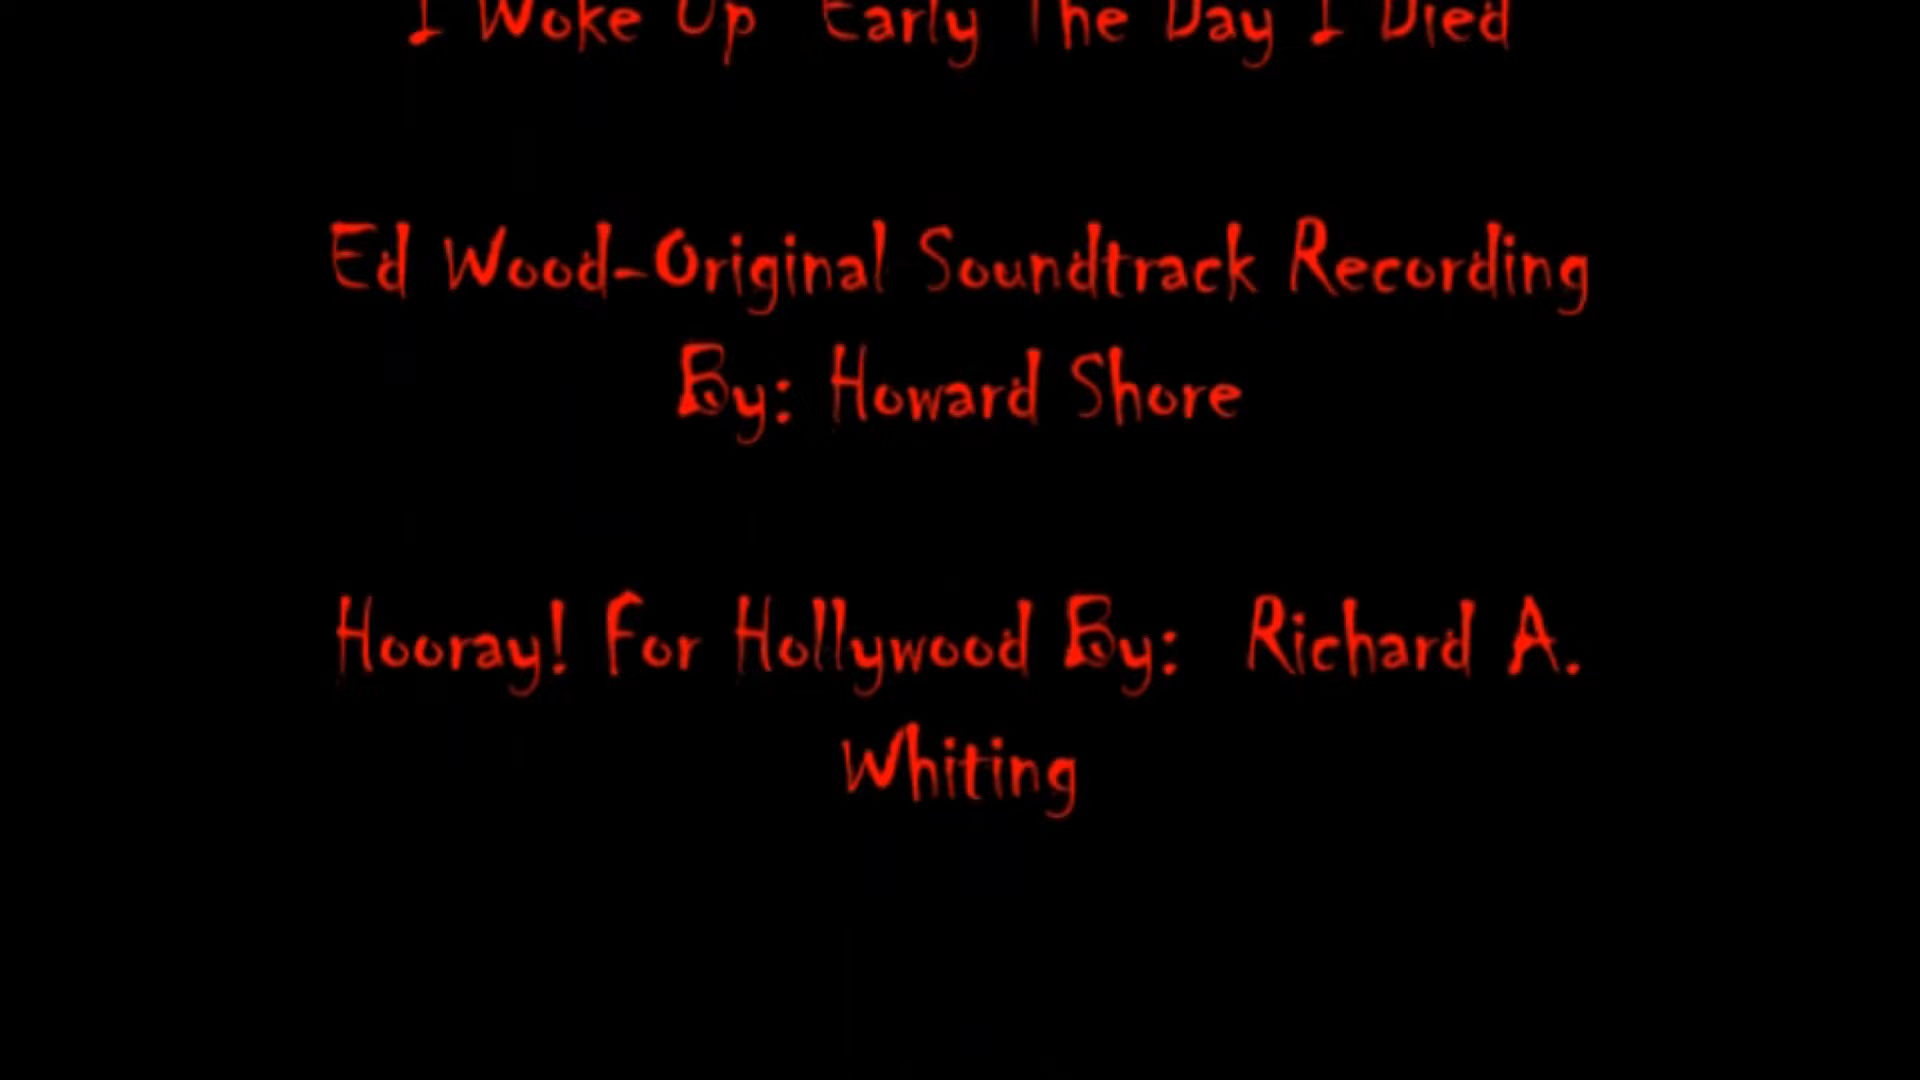 I Woke Up Early The Day I Died
Ed Wood-Original Soundtrack Recording
By: Howard Shore
Hooray! For Hollywood By: Richard A.
Whiting